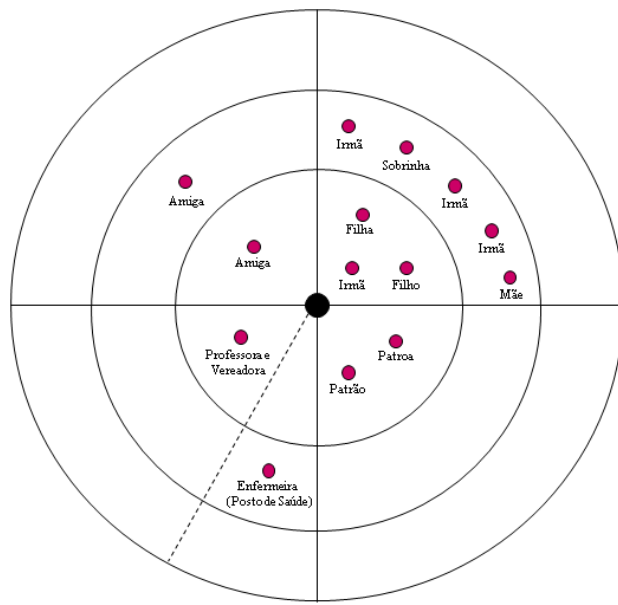 Irmã
Sobrinha
Amiga
Irmã
Filha
Irmã
Amiga
Irmã
Filho
Mãe
Professora e
Vereadora
Patroa
Patrão
Enfermeira
(Posto de Saúde)